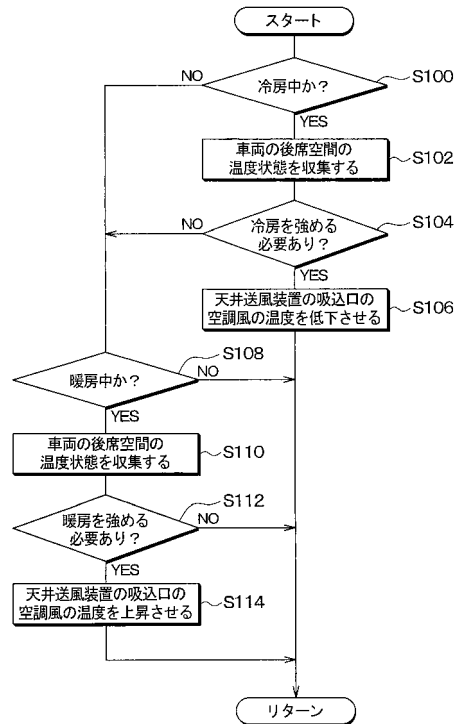 スタート
冷房中か?
NO
S100
YES
車両の後席空間の
温度状態を収集する
S102
冷房を強める
必要あり?
NO
S104
YES
天井送風装置の吸込口の
空調風の温度を低下させる
S106
暖房中か?
S108
NO
YES
車両の後席空間の
温度状態を収集する
S110
暖房を強める
必要あり?
S112
NO
YES
天井送風装置の吸込口の
空調風の温度を上昇させる
S114
リターン